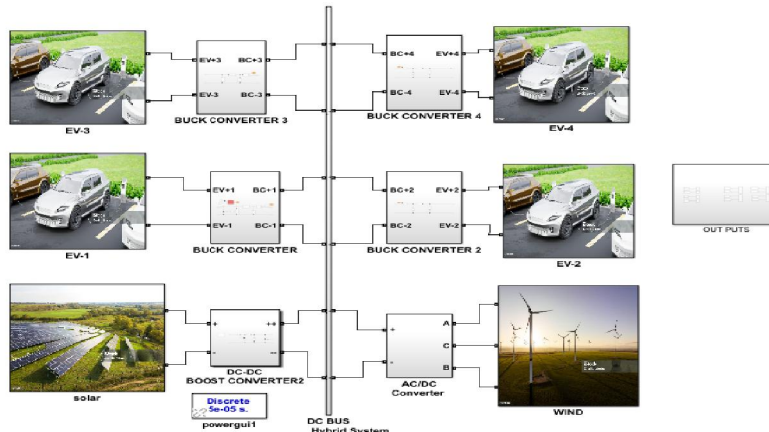 EV+3 BC+3
EV-3 BC-3
EV-3
BUCK CONVERTER 3
BC+4 EV+4
BC-4 EV-4
BUCK CONVERTER 4
EV-4
EV+1 BC+1
EV-1 BC-1
EV-1
BUCK CONVERTER
BC+2 EV+2
BC-2 EV-2
BUCK CONVERTER 2
EV-2
OUT PUTS
+ ++
- --
solar
DC-DC
BOOST CONVERTER2
+ A
C
- B
AC/DC
Converter
WIND
Discrete
5e-05 s.
powergui1
DC BUS
Hybrid System